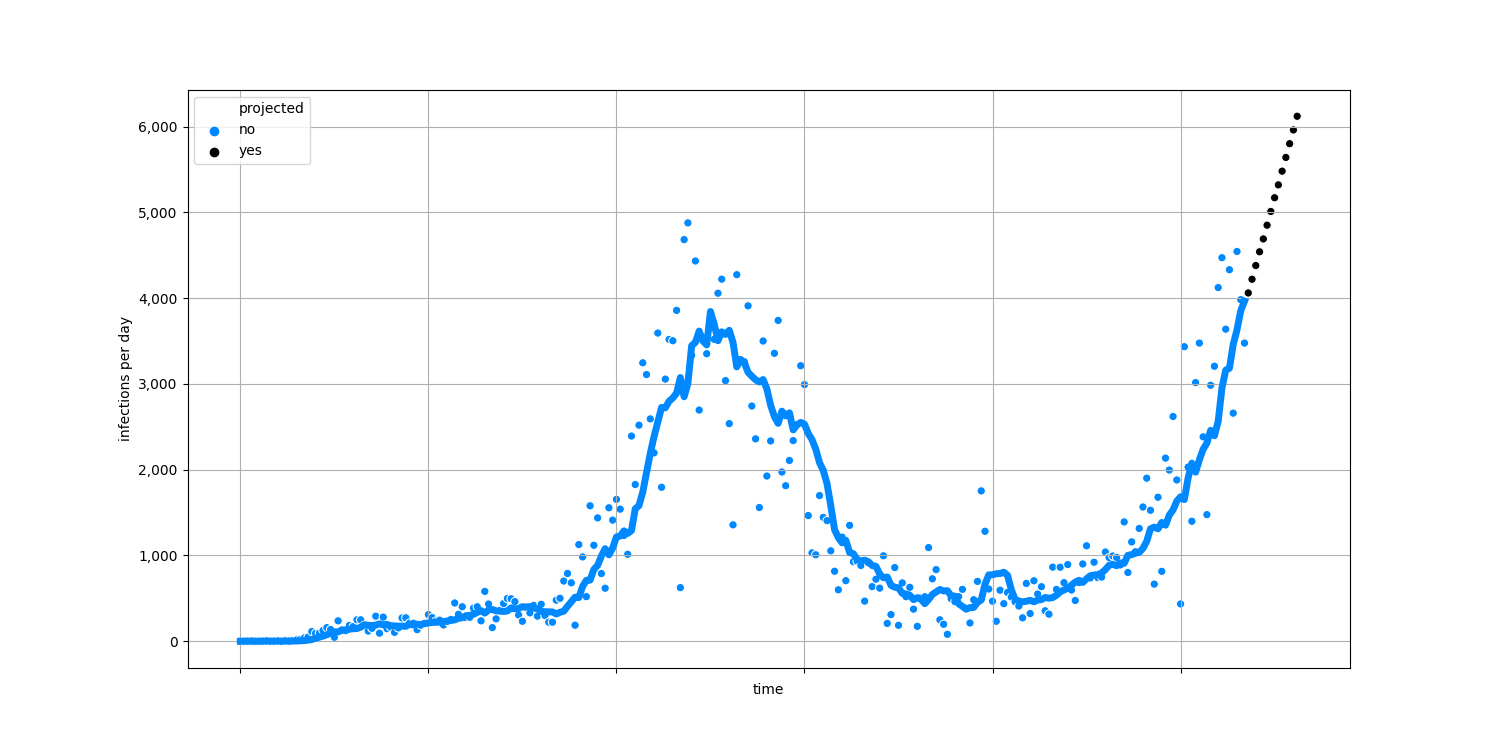 projected
no
yes
6,000
5,000
4,000
3,000
2,000
1,000
0
infections per day
time